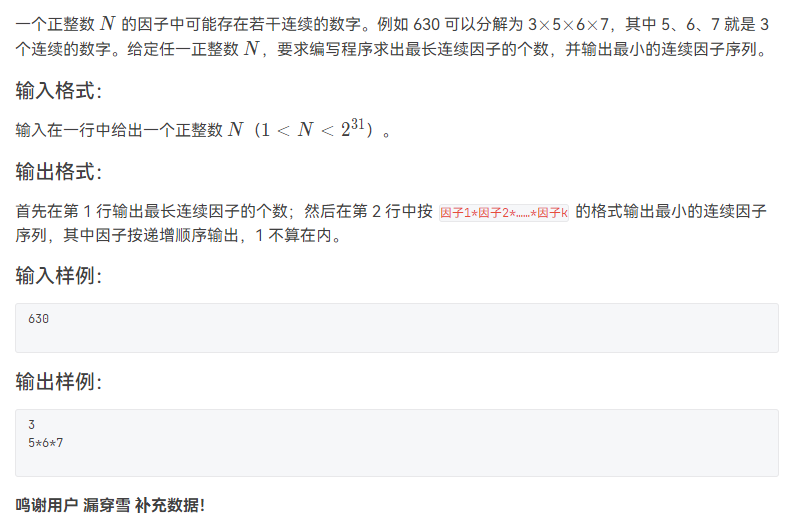 一个正整数 N 的因子中可能存在若干连续的数字。例如 630 可以分解为 3×5×6×7，其中 5、6、7 就是 3
个连续的数字。给定任一正整数 N，要求编写程序求出最长连续因子的个数，并输出最小的连续因子序列。
输入格式：
输入在一行中给出一个正整数 N（1 < N < 2^31）。
输出格式：
首先在第 1 行输出最长连续因子的个数；然后在第 2 行中按 因子1*因子2*……*因子k 的格式输出最小的连续因子
序列，其中因子按递增顺序输出，1 不算在内。
输入样例：
630
输出样例：
3
5*6*7
鸣谢用户 漏穿雪 补充数据！